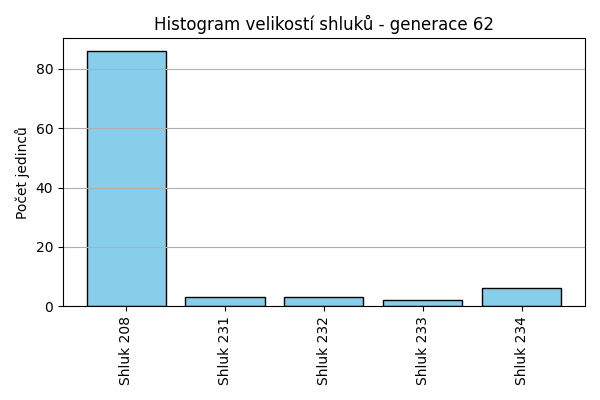 Histogram velikostí shluků - generace 62
Počet jedinců
80
60
40
20
0
Shluk 208
Shluk 231
Shluk 232
Shluk 233
Shluk 234